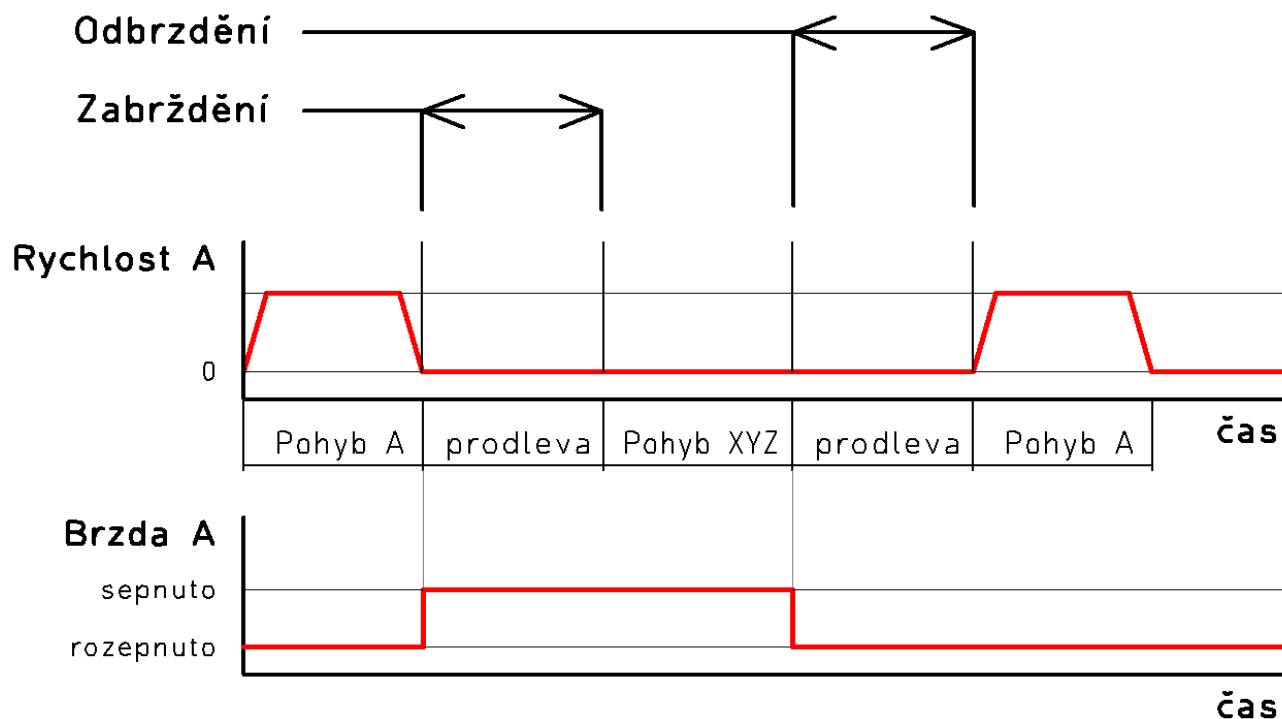 Odbrzdění
Zabrždění
Rychlost A
0
Pohyb A prodleva Pohyb XYZ prodleva Pohyb A
čas
Brzda A
sepnuto
rozepnuto
čas